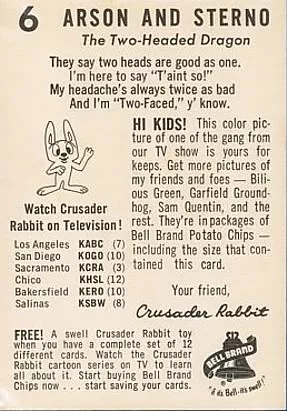 6 ARSON AND STERNO
The Two-Headed Dragon
They say two heads are good as one.
I'm here to say "T'aint so!"
My headache's always twice as bad
And I'm "Two-Faced," y' know.
HI KIDS! This color pic-
ture of one of the gang from
our TV show is yours for
keeps. Get more pictures of
my friends and foes — Bili-
ous Green, Garfield Ground-
hog, Sam Quentin, and the
rest. They're in packages of
Bell Brand Potato Chips —
including the size that con-
tained this card.
Your friend,
Crusader Rabbit
Watch Crusader
Rabbit on Television!
Los Angeles KABC (7)
San Diego KOGO (10)
Sacramento KCRA (3)
Chico KHSL (12)
Bakersfield KERO (10)
Salinas KSBW (8)
FREE! A swell Crusader Rabbit toy
when you have a complete set of 12
different cards. Watch the Crusader
Rabbit cartoon series on TV to learn
all about it. Start buying Bell Brand
Chips now . . . start saving your cards.
BELL BRAND
"if it's Bell-it's swell!"